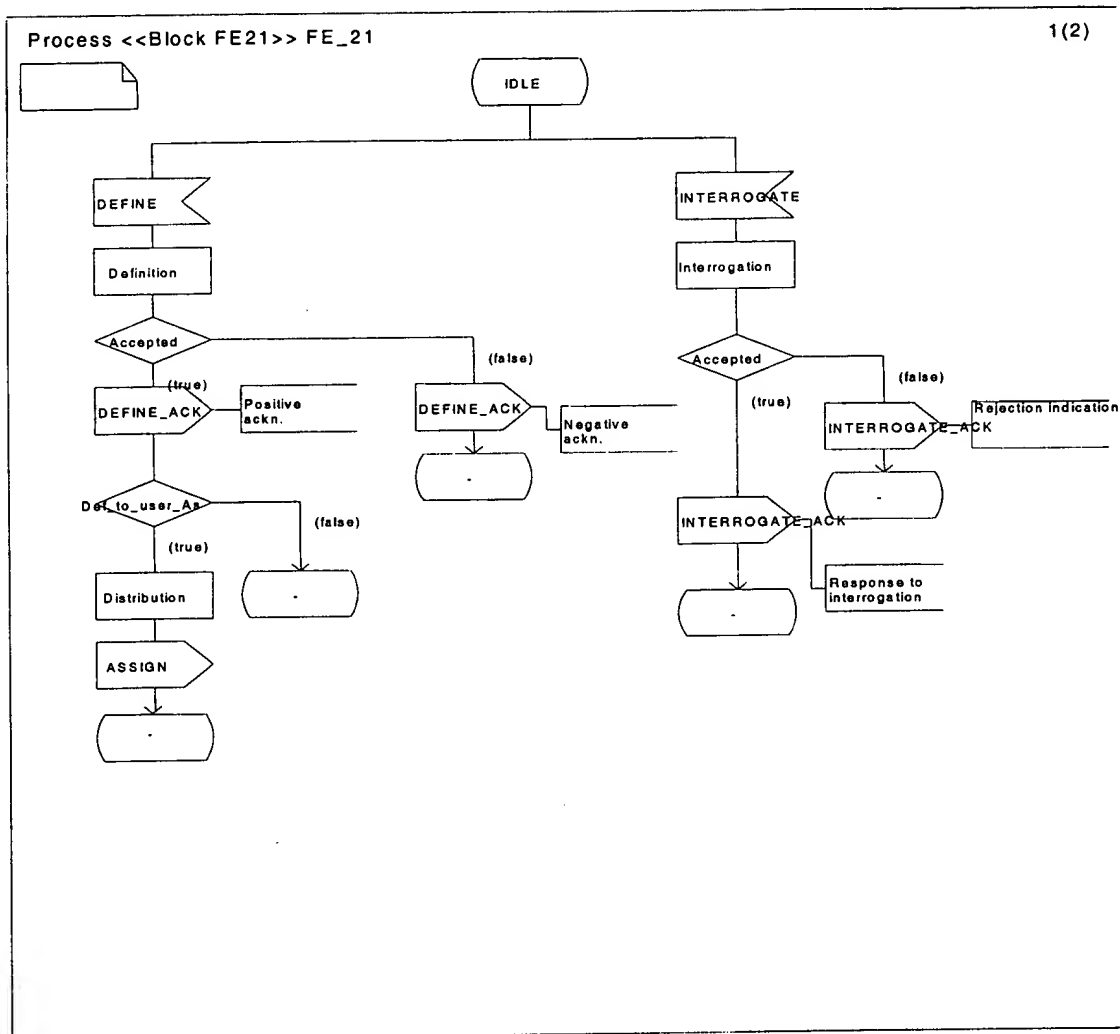 Process <<Block FE21>> FE_21
1(2)
IDLE
DEFINE
INTERROGATE
Definition
Interrogation
Accepted
Accepted
(false)
(true)
(false)
(true)
DEFINE_ACK
Positive
ackn.
DEFINE_ACK
Negative
ackn.
INTERROGATE_ACK
Rejection Indication
-
-
Def_to_user_As
(false)
(true)
INTERROGATE_ACK
Response to
interrogation
Distribution
-
-
ASSIGN
-